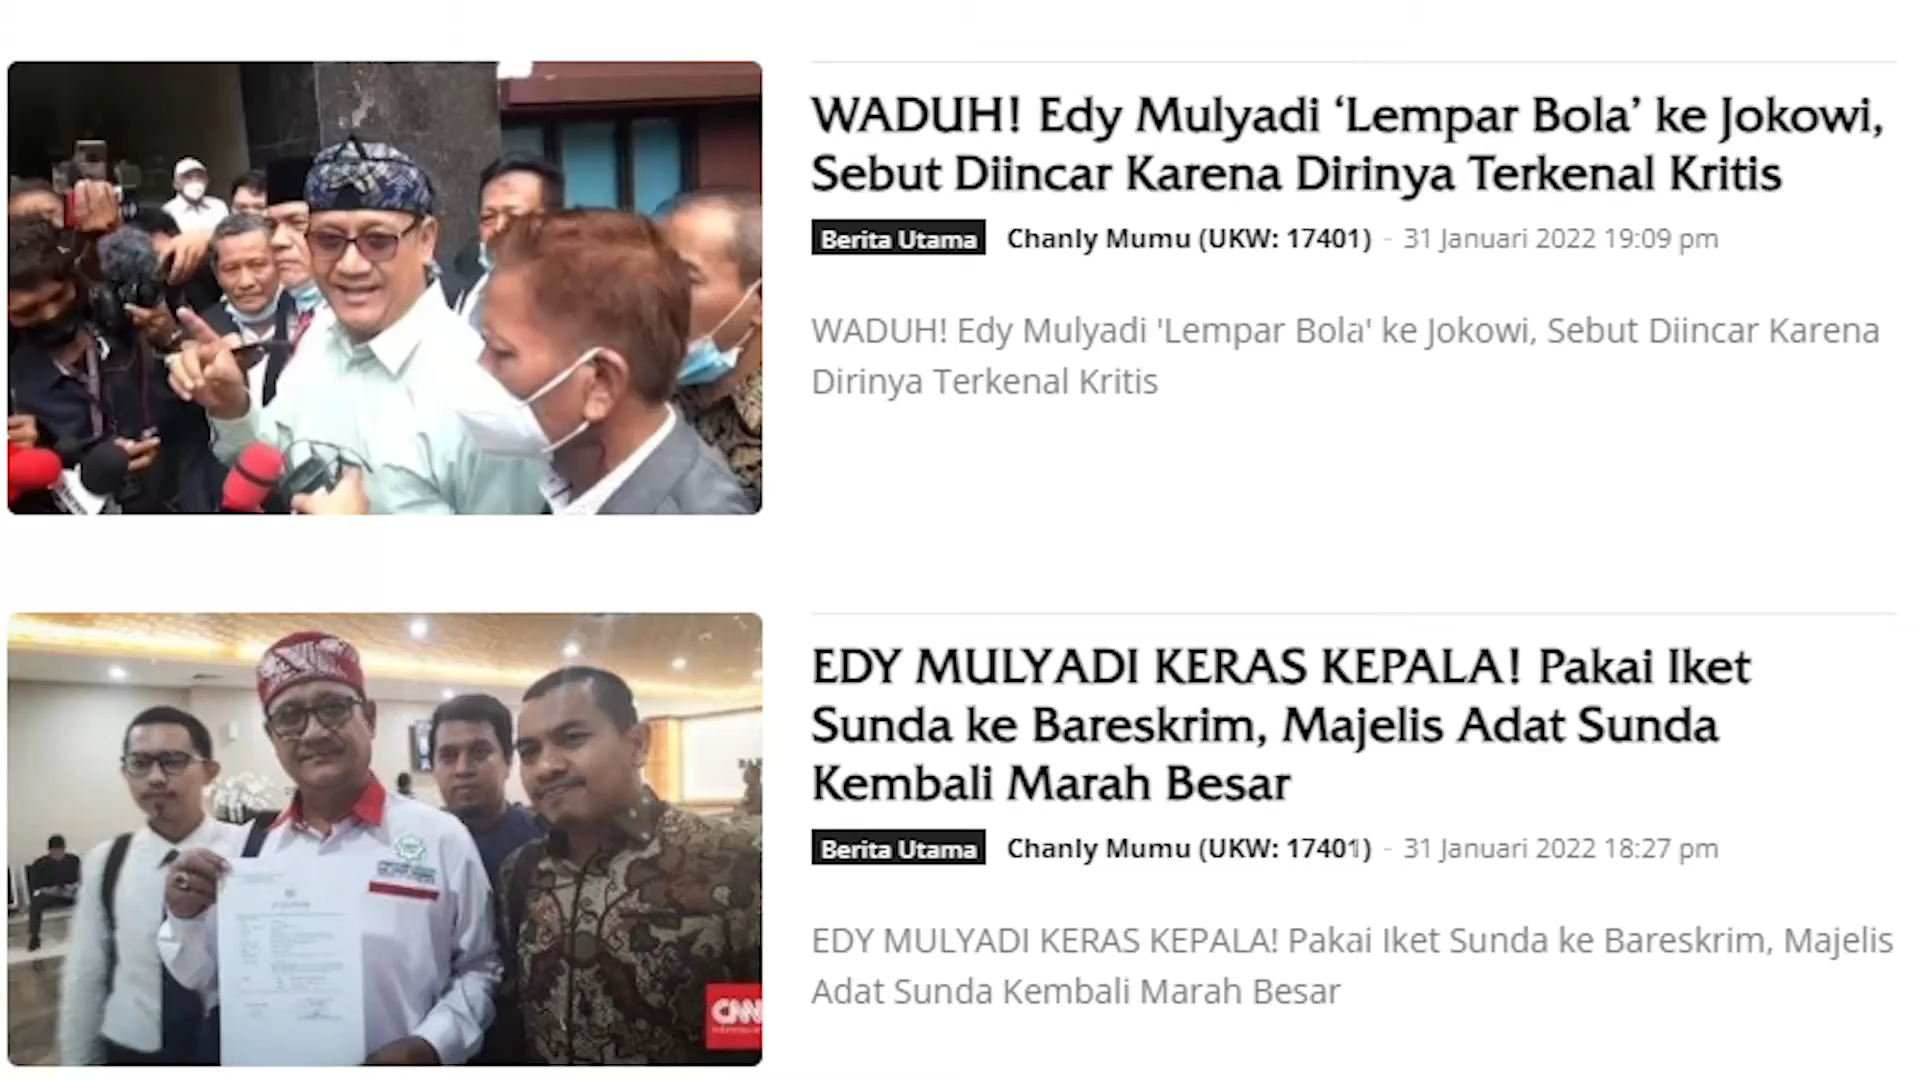 WADUH! Edy Mulyadi ‘Lempar Bola’ ke Jokowi,
Sebut Diincar Karena Dirinya Terkenal Kritis
Berita Utama Chanly Mumu (UKW: 17401) - 31 Januari 2022 19:09 pm
WADUH! Edy Mulyadi 'Lempar Bola' ke Jokowi, Sebut Diincar Karena
Dirinya Terkenal Kritis
EDY MULYADI KERAS KEPALA! Pakai Iket
Sunda ke Bareskrim, Majelis Adat Sunda
Kembali Marah Besar
Berita Utama Chanly Mumu (UKW: 17401) - 31 Januari 2022 18:27 pm
EDY MULYADI KERAS KEPALA! Pakai Iket Sunda ke Bareskrim, Majelis
Adat Sunda Kembali Marah Besar
CNN